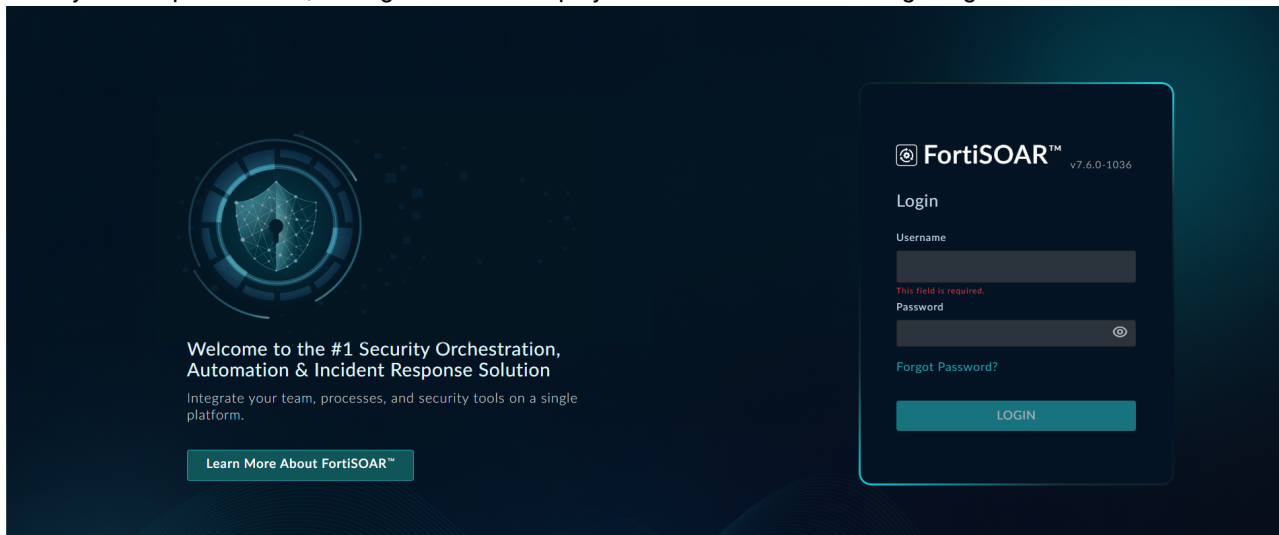 Welcome to the #1 Security Orchestration,
Automation & Incident Response Solution
Integrate your team, processes, and security tools on a single
platform.
Learn More About FortiSOAR™
FortiSOAR™ v7.6.0-1036
Login
Username
This field is required.
Password
Forgot Password?
LOGIN